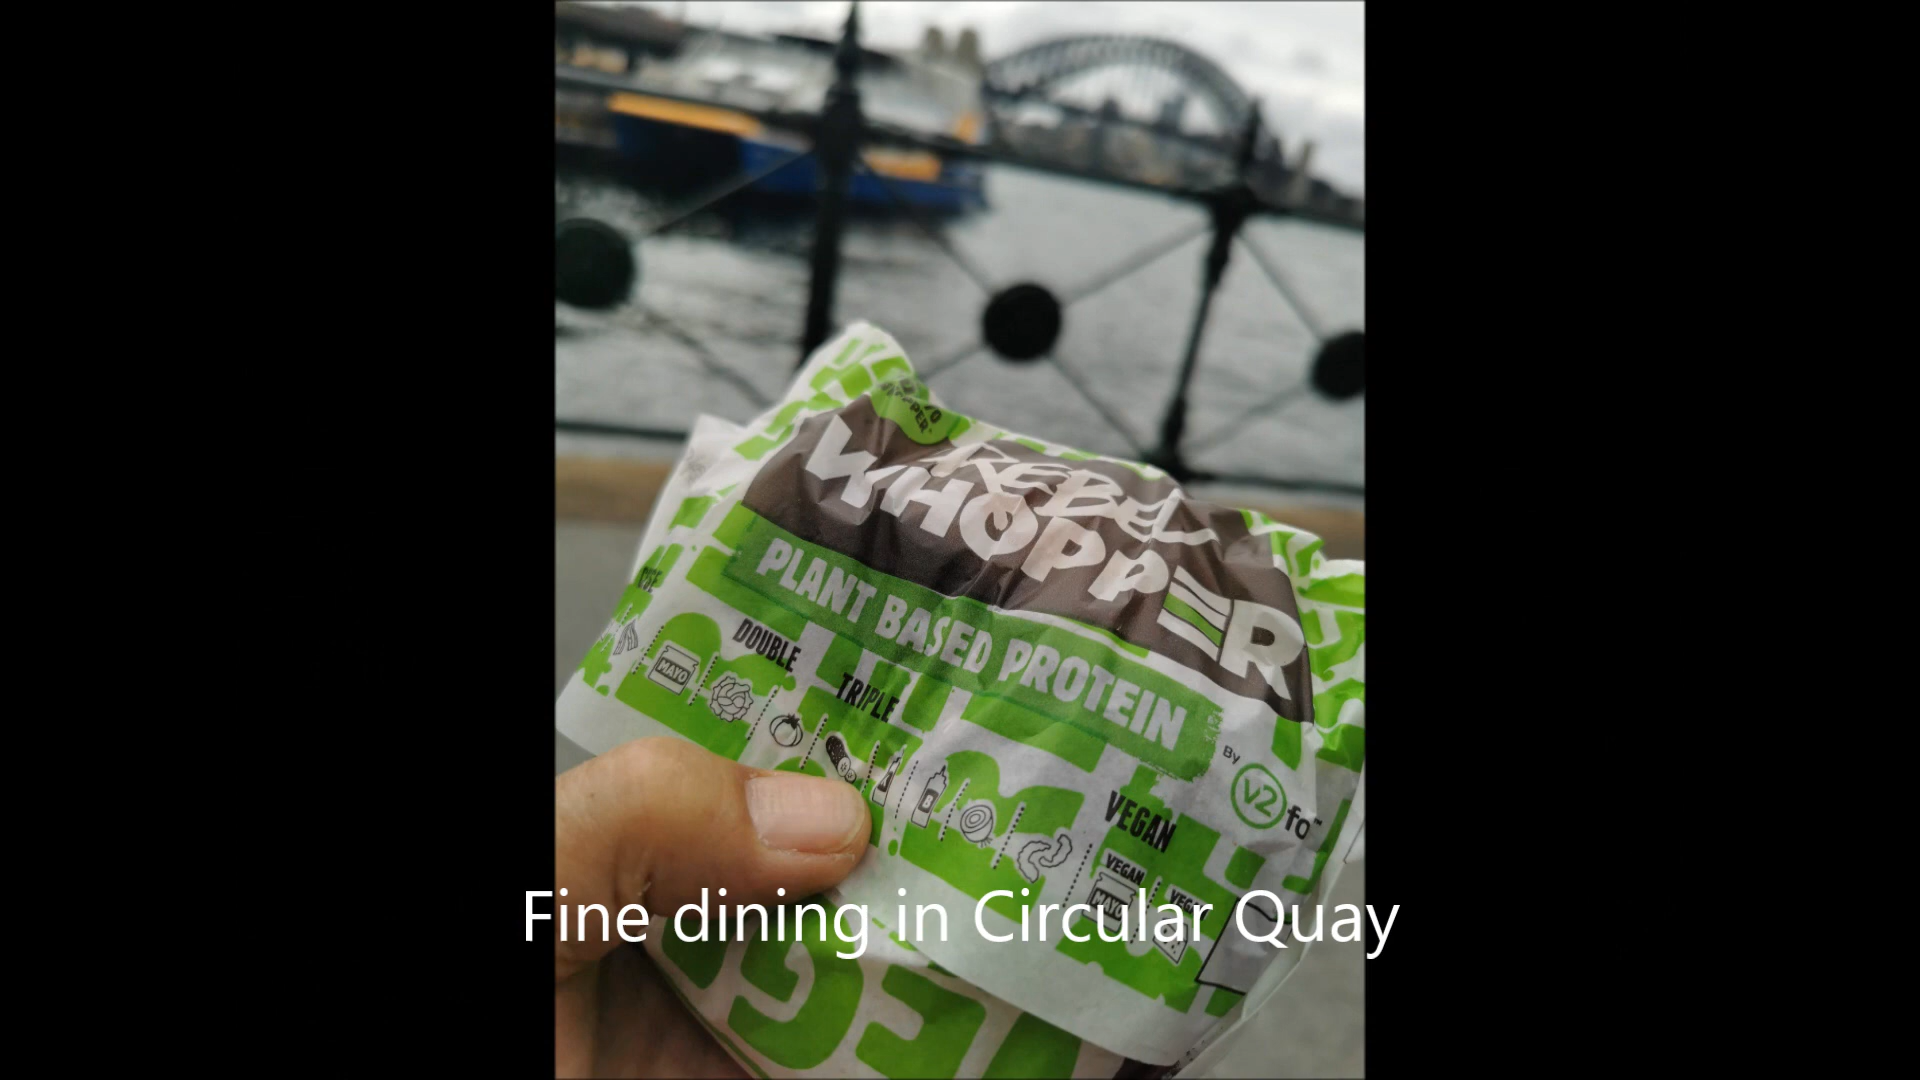 REBEL
WHOPPER
PLANT BASED PROTEIN
By v2
DOUBLE
TRIPLE
MAYO
B
VEGAN
VEGAN
MAYO
Fine dining in Circular Quay